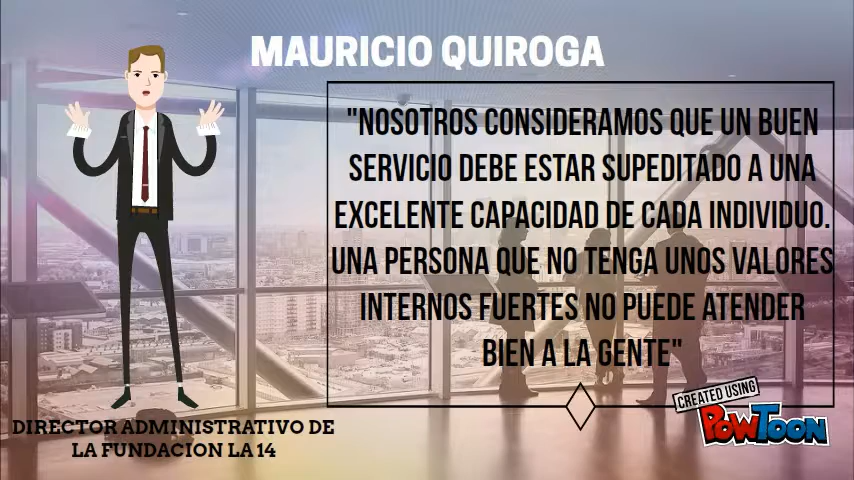 MAURICIO QUIROGA
"NOSOTROS CONSIDERAMOS QUE UN BUEN
SERVICIO DEBE ESTAR SUPEDITADO A UNA
EXCELENTE CAPACIDAD DE CADA INDIVIDUO.
UNA PERSONA QUE NO TENGA UNOS VALORES
INTERNOS FUERTES NO PUEDE ATENDER
BIEN A LA GENTE"
DIRECTOR ADMINISTRATIVO DE
LA FUNDACION LA 14
CREATED USING
POWTOON